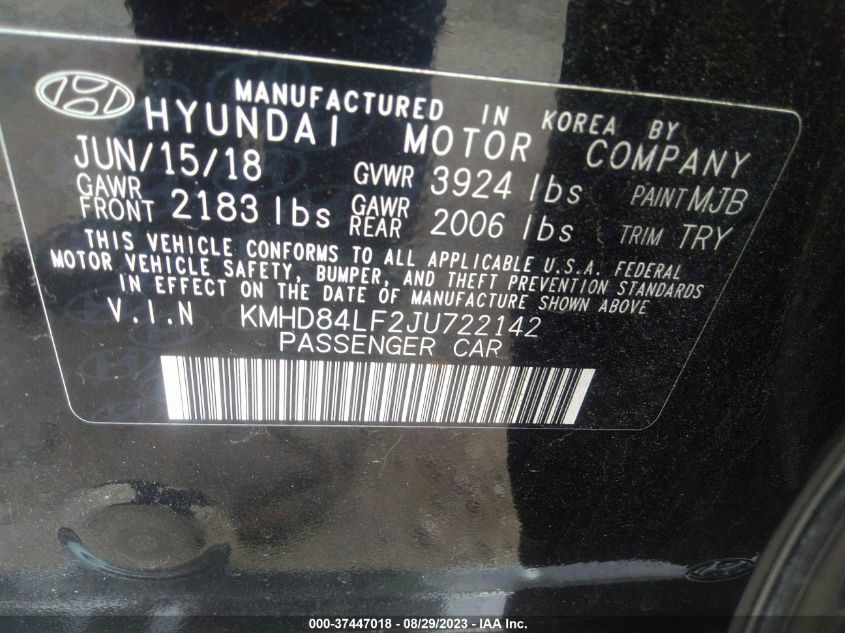 MANUFACTURED IN KOREA BY
HYUNDAI MOTOR COMPANY
JUN/15/18 GVWR 3924 lbs PAINT MJB
GAWR FRONT 2183 lbs GAWR REAR 2006 lbs TRIM TRY
THIS VEHICLE CONFORMS TO ALL APPLICABLE U.S.A. FEDERAL
MOTOR VEHICLE SAFETY, BUMPER, AND THEFT PREVENTION STANDARDS
IN EFFECT ON THE DATE OF MANUFACTURE SHOWN ABOVE
V.I.N KMHD84LF2JU722142
PASSENGER CAR
000-37447018 - 08/29/2023 - IAA Inc.